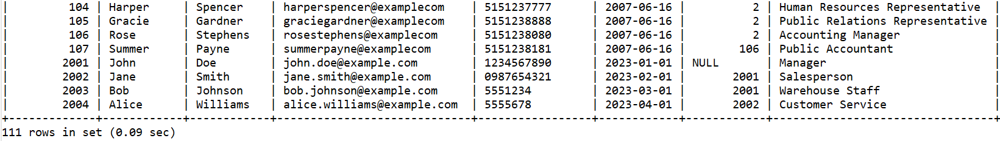 |         104 | Harper     | Spencer   | harperspencer@examplecom  | 5151237777   | 2007-06-16 |          2 | Human Resources Representative  |
|         105 | Gracie     | Gardner   | graciegardner@examplecom  | 5151238888   | 2007-06-16 |          2 | Public Relations Representative |
|         106 | Rose       | Stephens  | rosestephens@examplecom   | 5151238080   | 2007-06-16 |          2 | Accounting Manager              |
|         107 | Summer     | Payne     | summerpayne@examplecom    | 5151238181   | 2007-06-16 |        106 | Public Accountant               |
|        2001 | John       | Doe       | john.doe@example.com      | 1234567890   | 2023-01-01 | NULL       | Manager                         |
|        2002 | Jane       | Smith     | jane.smith@example.com    | 0987654321   | 2023-02-01 |       2001 | Salesperson                     |
|        2003 | Bob        | Johnson   | bob.johnson@example.com   | 5551234      | 2023-03-01 |       2001 | Warehouse Staff                 |
|        2004 | Alice      | Williams  | alice.williams@example.com | 5555678     | 2023-04-01 |       2002 | Customer Service                |
+-------------+------------+-----------+----------------------------+-------------+------------+------------+---------------------------------+
111 rows in set (0.09 sec)